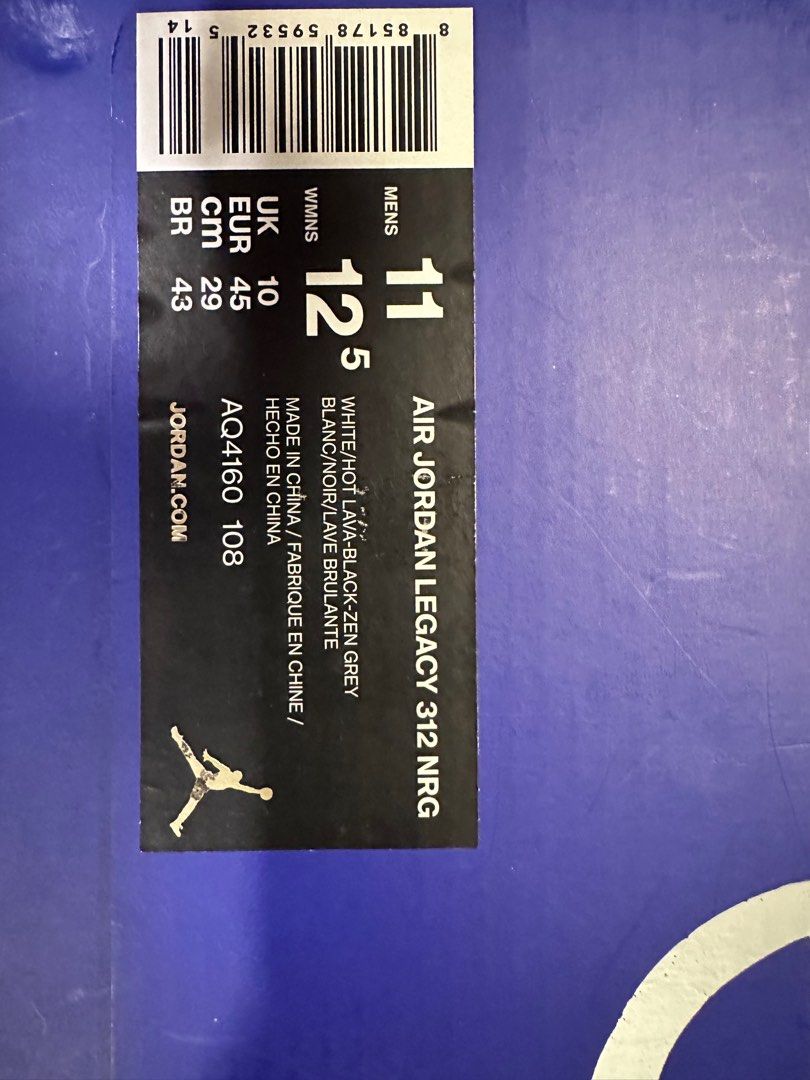 8 85178 59532 5 14
MENS 11
WMNS 12 5
UK 10
EUR 45
cm 29
BR 43
AIR JORDAN LEGACY 312 NRG
WHITE/HOT LAVA-BLACK-ZEN GREY
BLANC/NOIR/LAVE BRULANTE
MADE IN CHINA / FABRIQUE EN CHINE /
HECHO EN CHINA
AQ4160 108
JORDAN.COM